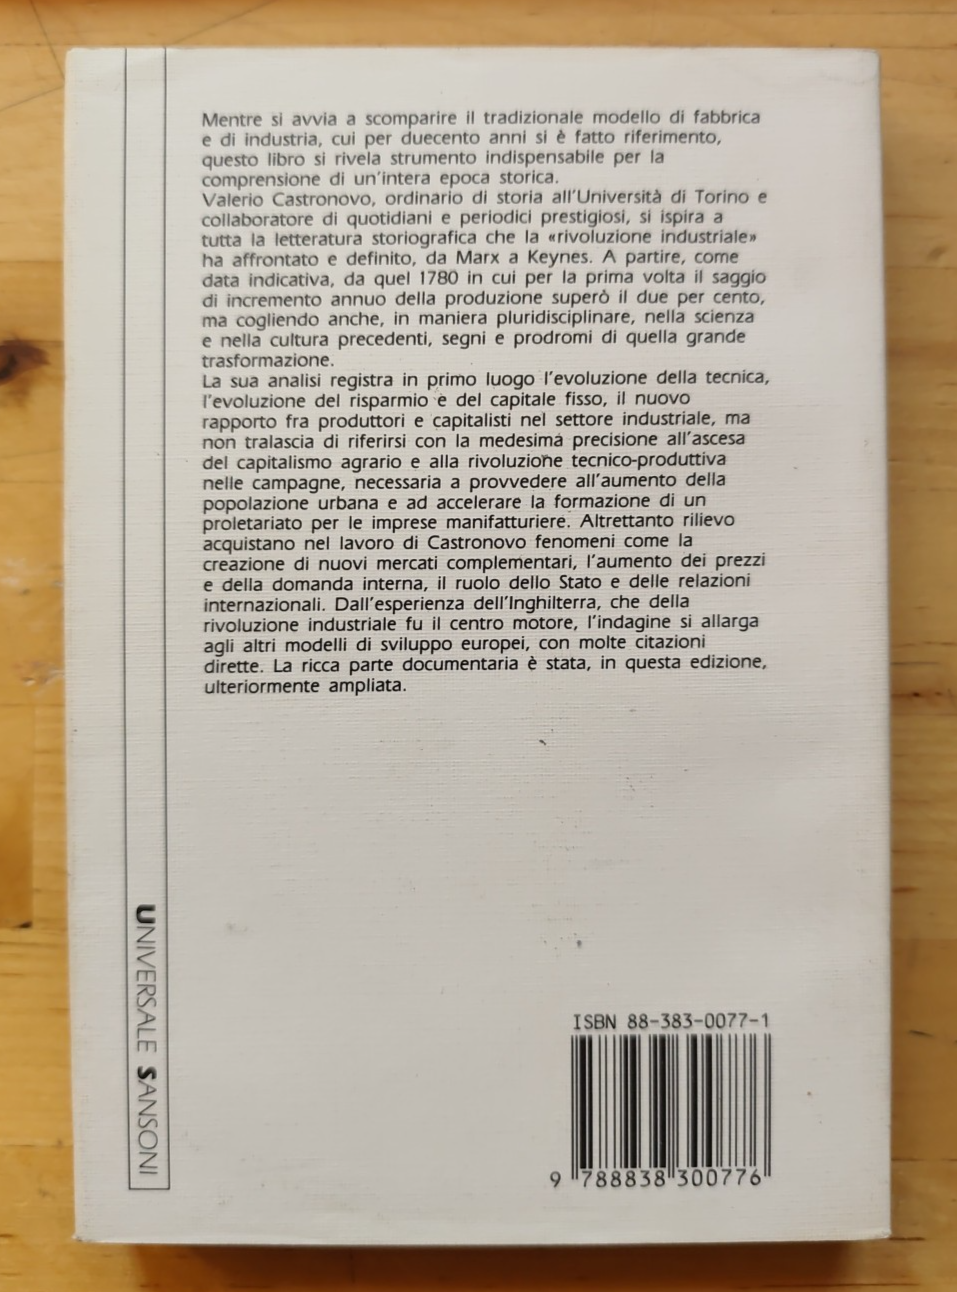 Mentre si avvia a scomparire il tradizionale modello di fabbrica
e di industria, cui per duecento anni si è fatto riferimento,
questo libro si rivela strumento indispensabile per la
comprensione di un'intera epoca storica.
Valerio Castronovo, ordinario di storia all'Università di Torino e
collaboratore di quotidiani e periodici prestigiosi, si ispira a
tutta la letteratura storiografica che la «rivoluzione industriale»
ha affrontato e definito, da Marx a Keynes. A partire, come
data indicativa, da quel 1780 in cui per la prima volta il saggio
di incremento annuo della produzione superò il due per cento,
ma cogliendo anche, in maniera pluridisciplinare, nella scienza
e nella cultura precedenti, segni e prodromi di quella grande
trasformazione.
La sua analisi registra in primo luogo l'evoluzione della tecnica,
l'evoluzione del risparmio e del capitale fisso, il nuovo
rapporto fra produttori e capitalisti nel settore industriale, ma
non tralascia di riferirsi con la medesima precisione all'ascesa
del capitalismo agrario e alla rivoluzione tecnico-produttiva
nelle campagne, necessaria a provvedere all'aumento della
popolazione urbana e ad accelerare la formazione di un
proletariato per le imprese manifatturiere. Altrettanto rilievo
acquistano nel lavoro di Castronovo fenomeni come la
creazione di nuovi mercati complementari, l'aumento dei prezzi
e della domanda interna, il ruolo dello Stato e delle relazioni
internazionali. Dall'esperienza dell'Inghilterra, che della
rivoluzione industriale fu il centro motore, l'indagine si allarga
agli altri modelli di sviluppo europei, con molte citazioni
dirette. La ricca parte documentaria è stata, in questa edizione,
ulteriormente ampliata.
UNIVERSALE SANSONI
ISBN 88-383-0077-1
9 788838 300776